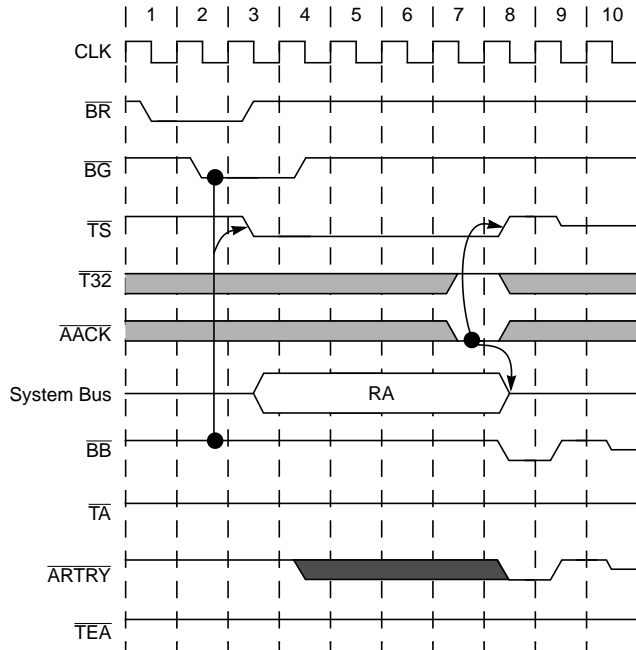 1 2 3 4 5 6 7 8 9 10
CLK
BR
BG
TS
T32
AACK
System Bus RA
BB
TA
ARTRY
TEA